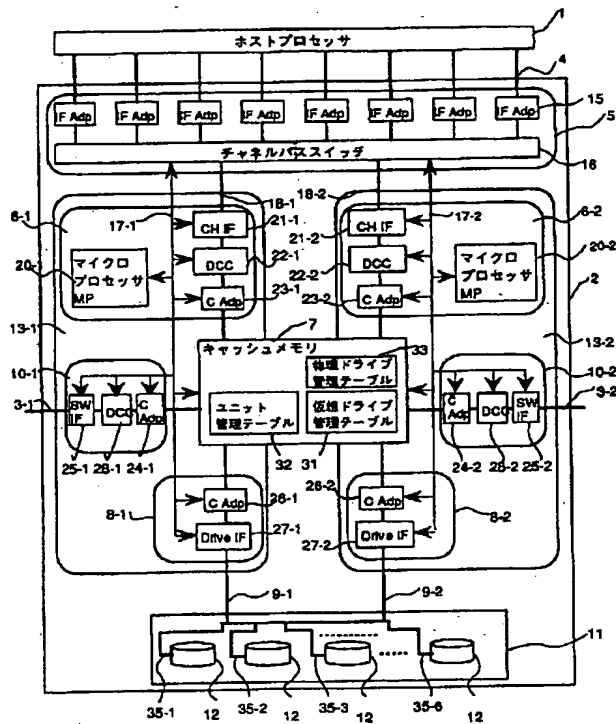 1
ホストプロセッサ
4
15
IF Adp IF Adp IF Adp IF Adp IF Adp IF Adp IF Adp IF Adp
5
チャネルパススイッチ
16
18-1 18-2
6-1 17-1 CH IF 21-1
CH IF 17-2 6-2
21-2
20-1 マイクロ
プロセッサ
MP
DCC 22-1
22-2 DCC
マイクロ
プロセッサ
MP 20-2
2
C Adp 23-1
23-2 C Adp
7
13-1 13-2
キャッシュメモリ 33
物理ドライブ
管理テーブル
ユニット
管理テーブル
仮想ドライブ
管理テーブル
32 31
10-1 10-2
3-1 SW
IF DCC C
Adp
C
Adp DCC SW
IF 9-2
25-1 28-1 24-1
24-2 28-2 25-2
8-1 C Adp 26-1
26-2 C Adp 8-2
Drive IF 27-1
27-2 Drive IF
9-1 9-2
11
35-1 12 35-2 12 35-3 12 35-6 12